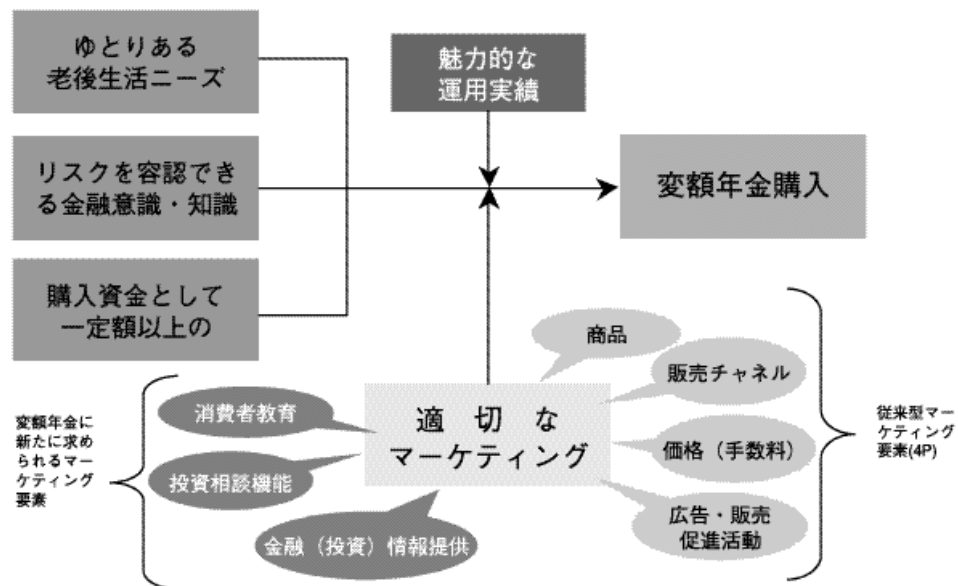 ゆとりある
老後生活ニーズ
魅力的な
運用実績
リスクを容認でき
る金融意識・知識
変額年金購入
購入資金として
一定額以上の
商品
販売チャネル
価格（手数料）
広告・販売
促進活動
従来型マー
ケティング
要素(4P)
適切な
マーケティング
消費者教育
投資相談機能
金融（投資）情報提供
変額年金に
新たに求め
られるマー
ケティング
要素